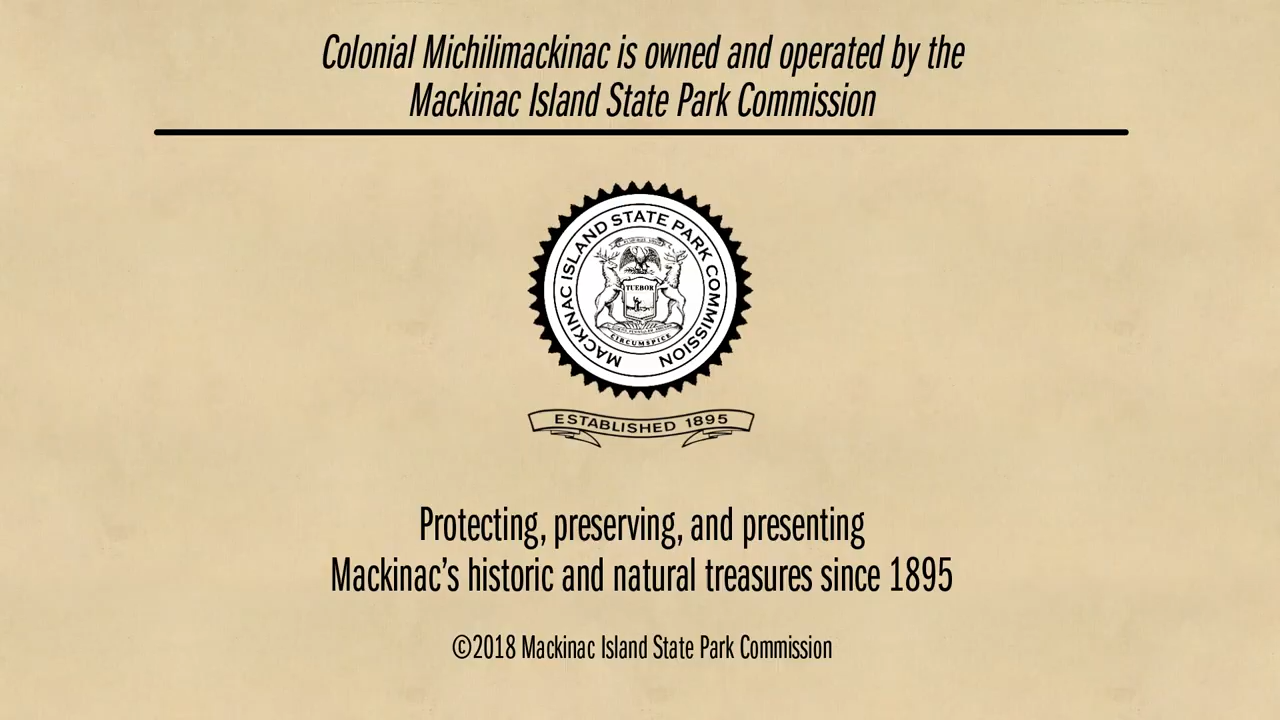 Colonial Michilimackinac is owned and operated by the
Mackinac Island State Park Commission
MACKINAC ISLAND STATE PARK COMMISSION
TUEBOR
CIRCUMSPICE
ESTABLISHED 1895
Protecting, preserving, and presenting
Mackinac’s historic and natural treasures since 1895
©2018 Mackinac Island State Park Commission